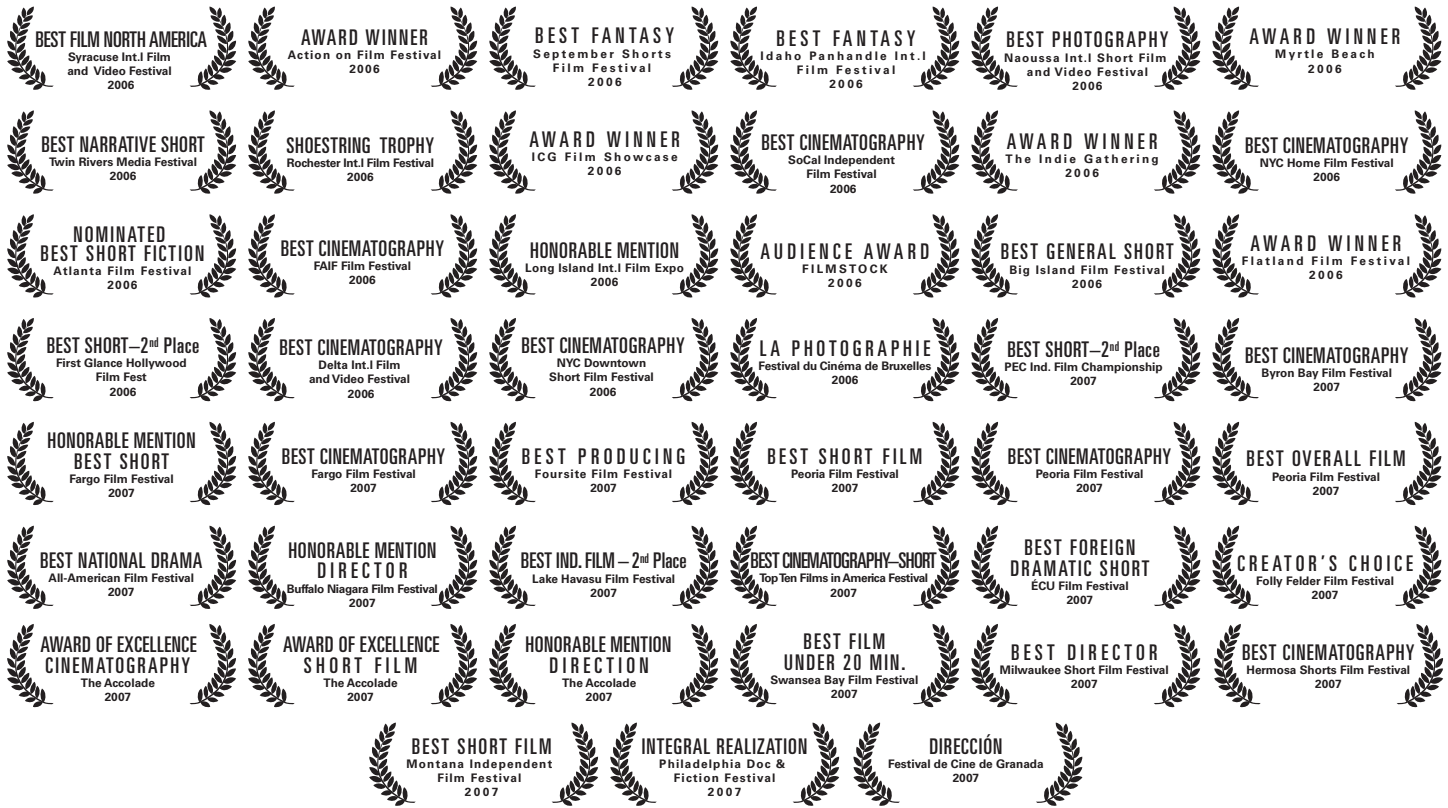 BEST FILM NORTH AMERICA
Syracuse Int.l Film
and Video Festival
2006
AWARD WINNER
Action on Film Festival
2006
BEST FANTASY
September Shorts
Film Festival
2006
BEST FANTASY
Idaho Panhandle Int.l
Film Festival
2006
BEST PHOTOGRAPHY
Naoussa Int.l Short Film
and Video Festival
2006
AWARD WINNER
Myrtle Beach
2006
BEST NARRATIVE SHORT
Twin Rivers Media Festival
2006
SHOESTRING TROPHY
Rochester Int.l Film Festival
2006
AWARD WINNER
ICG Film Showcase
2006
BEST CINEMATOGRAPHY
SoCal Independent
Film Festival
2006
AWARD WINNER
The Indie Gathering
2006
BEST CINEMATOGRAPHY
NYC Home Film Festival
2006
NOMINATED
BEST SHORT FICTION
Atlanta Film Festival
2006
BEST CINEMATOGRAPHY
FAIF Film Festival
2006
HONORABLE MENTION
Long Island Int.l Film Expo
2006
AUDIENCE AWARD
FILMSTOCK
2006
BEST GENERAL SHORT
Big Island Film Festival
2006
AWARD WINNER
Flatland Film Festival
2006
BEST SHORT–2nd Place
First Glance Hollywood
Film Fest
2006
BEST CINEMATOGRAPHY
Delta Int.l Film
and Video Festival
2006
BEST CINEMATOGRAPHY
NYC Downtown
Short Film Festival
2006
LA PHOTOGRAPHIE
Festival du Cinéma de Bruxelles
2006
BEST SHORT–2nd Place
PEC Ind. Film Championship
2007
BEST CINEMATOGRAPHY
Byron Bay Film Festival
2007
HONORABLE MENTION
BEST SHORT
Fargo Film Festival
2007
BEST CINEMATOGRAPHY
Fargo Film Festival
2007
BEST PRODUCING
Foursite Film Festival
2007
BEST SHORT FILM
Peoria Film Festival
2007
BEST CINEMATOGRAPHY
Peoria Film Festival
2007
BEST OVERALL FILM
Peoria Film Festival
2007
BEST NATIONAL DRAMA
All-American Film Festival
2007
HONORABLE MENTION
DIRECTOR
Buffalo Niagara Film Festival
2007
BEST IND. FILM – 2nd Place
Lake Havasu Film Festival
2007
BEST CINEMATOGRAPHY–SHORT
Top Ten Films in America Festival
2007
BEST FOREIGN
DRAMATIC SHORT
ÉCU Film Festival
2007
CREATOR'S CHOICE
Folly Felder Film Festival
2007
AWARD OF EXCELLENCE
CINEMATOGRAPHY
The Accolade
2007
AWARD OF EXCELLENCE
SHORT FILM
The Accolade
2007
HONORABLE MENTION
DIRECTION
The Accolade
2007
BEST FILM
UNDER 20 MIN.
Swansea Bay Film Festival
2007
BEST DIRECTOR
Milwaukee Short Film Festival
2007
BEST CINEMATOGRAPHY
Hermosa Shorts Film Festival
2007
BEST SHORT FILM
Montana Independent
Film Festival
2007
INTEGRAL REALIZATION
Philadelphia Doc &
Fiction Festival
2007
DIRECCIÓN
Festival de Cine de Granada
2007